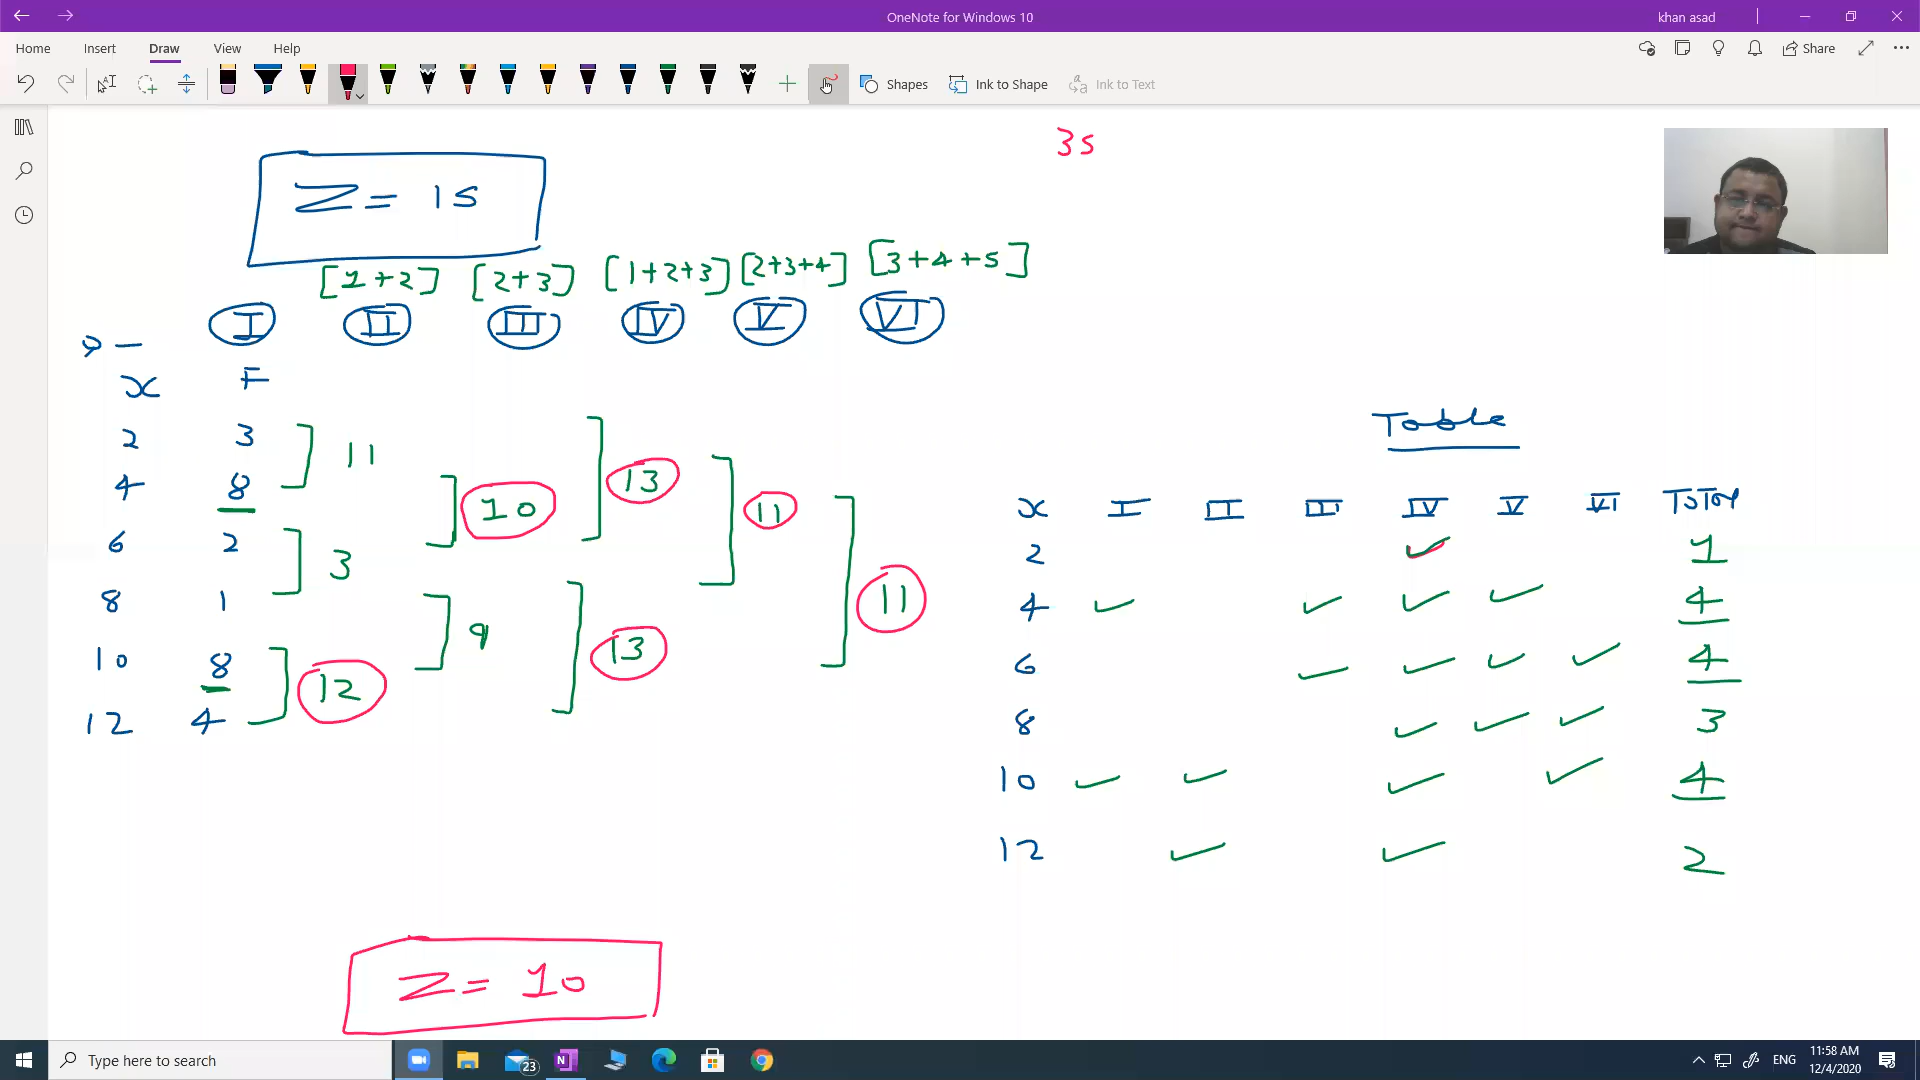 OneNote for Windows 10
khan asad
Home Insert Draw View Help
Share
Shapes
Ink to Shape
Ink to Text
3 5
Z = 15
[1+2] [2+3] [1+2+3] [2+3+4] [3+4+5]
I II III IV V VI
x F
2 3
4 8
6 2
8 1
10 8
12 4
11
3
12
10
9
13
13
11
11
Table
x I II III IV V VI Total
2 ✓ 1
4 ✓ ✓ ✓ ✓ 4
6 ✓ ✓ ✓ ✓ 4
8 ✓ ✓ ✓ 3
10 ✓ ✓ ✓ ✓ 4
12 ✓ ✓ 2
Z = 10
Type here to search
23
ENG
11:58 AM
12/4/2020